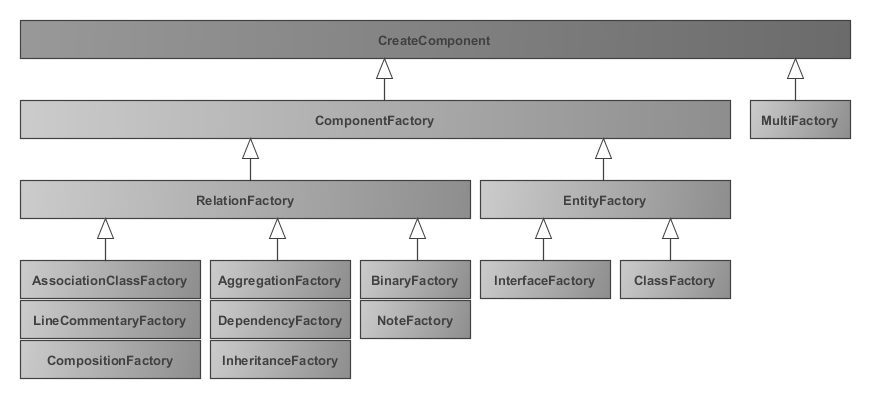 CreateComponent
ComponentFactory
MultiFactory
RelationFactory
EntityFactory
AssociationClassFactory
AggregationFactory
BinaryFactory
InterfaceFactory
ClassFactory
LineCommentaryFactory
DependencyFactory
NoteFactory
CompositionFactory
InheritanceFactory